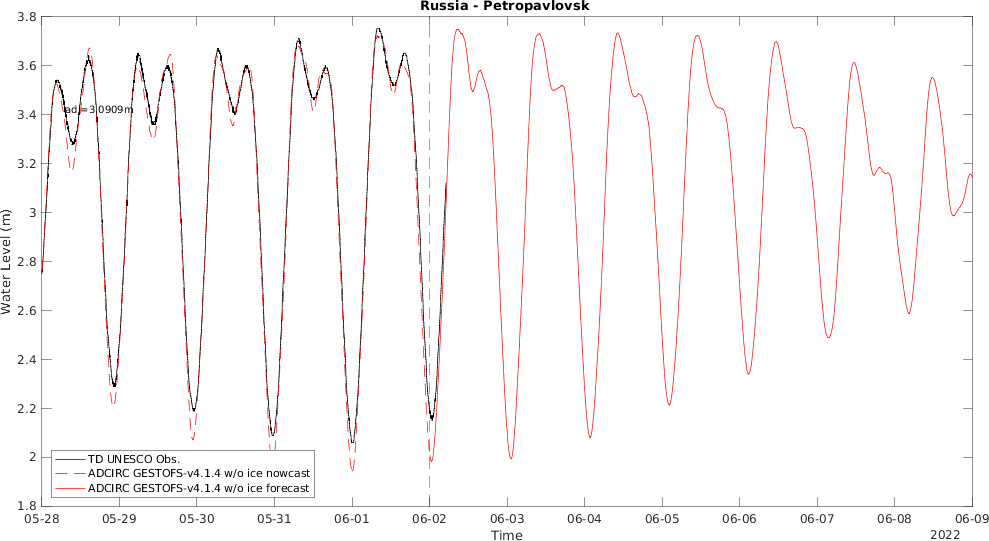 Russia - Petropavlovsk
3.8
3.6
3.4
3.2
3
2.8
2.6
2.4
2.2
2
1.8
Water Level (m)
adj=3.0909m
TD UNESCO Obs.
ADCIRC GESTOFS-v4.1.4 w/o ice nowcast
ADCIRC GESTOFS-v4.1.4 w/o ice forecast
05-28 05-29 05-30 05-31 06-01 06-02 06-03 06-04 06-05 06-06 06-07 06-08 06-09
Time
2022